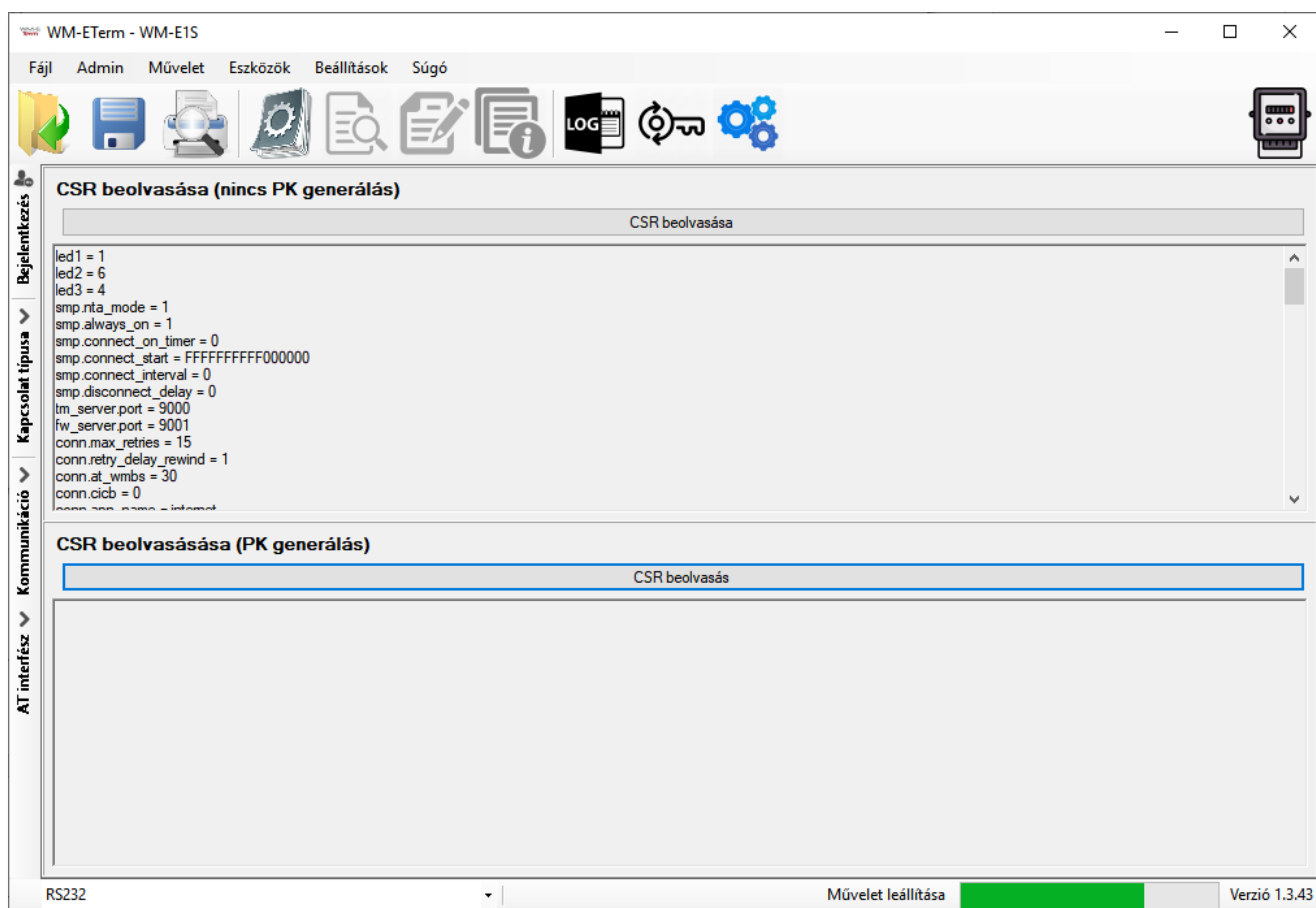 WM-ETerm - WM-E1S
Fájl Admin Művelet Eszközök Beállítások Súgó
LOG
Bejelentkezés
Kapcsolat típusa
Kommunikáció
AT interfész
CSR beolvasása (nincs PK generálás)
CSR beolvasása
led1 = 1
led2 = 6
led3 = 4
smp.nta_mode = 1
smp.always_on = 1
smp.connect_on_timer = 0
smp.connect_start = FFFFFFFFFF000000
smp.connect_interval = 0
smp.disconnect_delay = 0
tm_server.port = 9000
fw_server.port = 9001
conn.max_retries = 15
conn.retry_delay_rewind = 1
conn.at_wmbs = 30
conn.cicb = 0
conn.apn_name = internet
CSR beolvasásása (PK generálás)
CSR beolvasás
RS232 Művelet leállítása Verzió 1.3.43